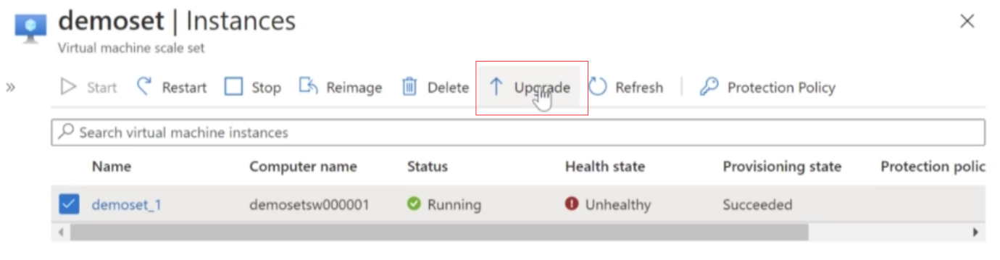 demoset | Instances
Virtual machine scale set
» Start Restart Stop Reimage Delete Upgrade Refresh Protection Policy
Search virtual machine instances
Name Computer name Status Health state Provisioning state Protection polic
demoset_1 demosetsw000001 Running Unhealthy Succeeded